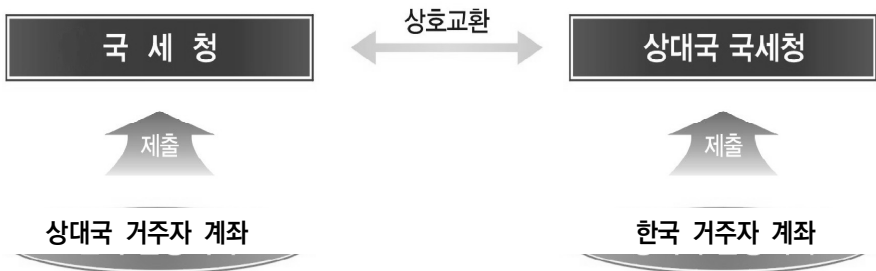 국 세 청
상호교환
상대국 국세청
제출
제출
상대국 거주자 계좌
한국 거주자 계좌